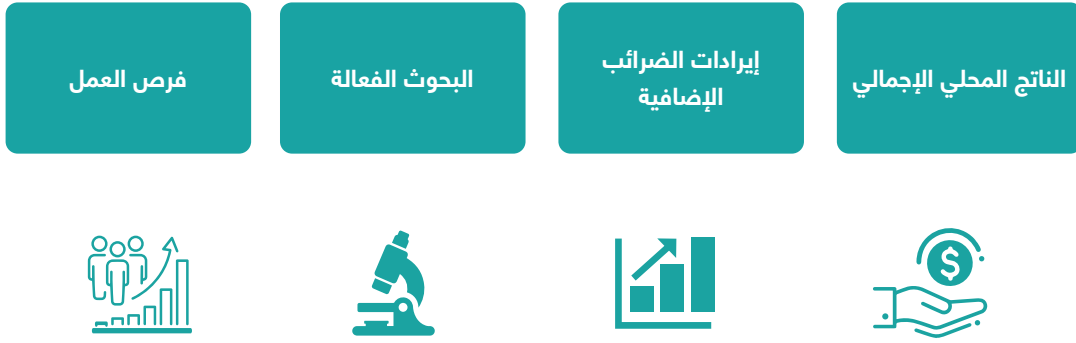 الناتج المحلي الإجمالي
إيرادات الضرائب
الإضافية
البحوث الفعالة
فرص العمل
$